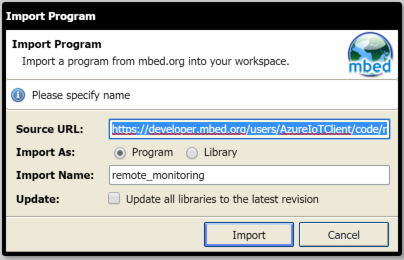 Import Program
Import Program
Import a program from mbed.org into your workspace.
mbed
Please specify name
Source URL: https://developer.mbed.org/users/AzureIoTClient/code/r
Import As: Program Library
Import Name: remote_monitoring
Update: Update all libraries to the latest revision
Import Cancel